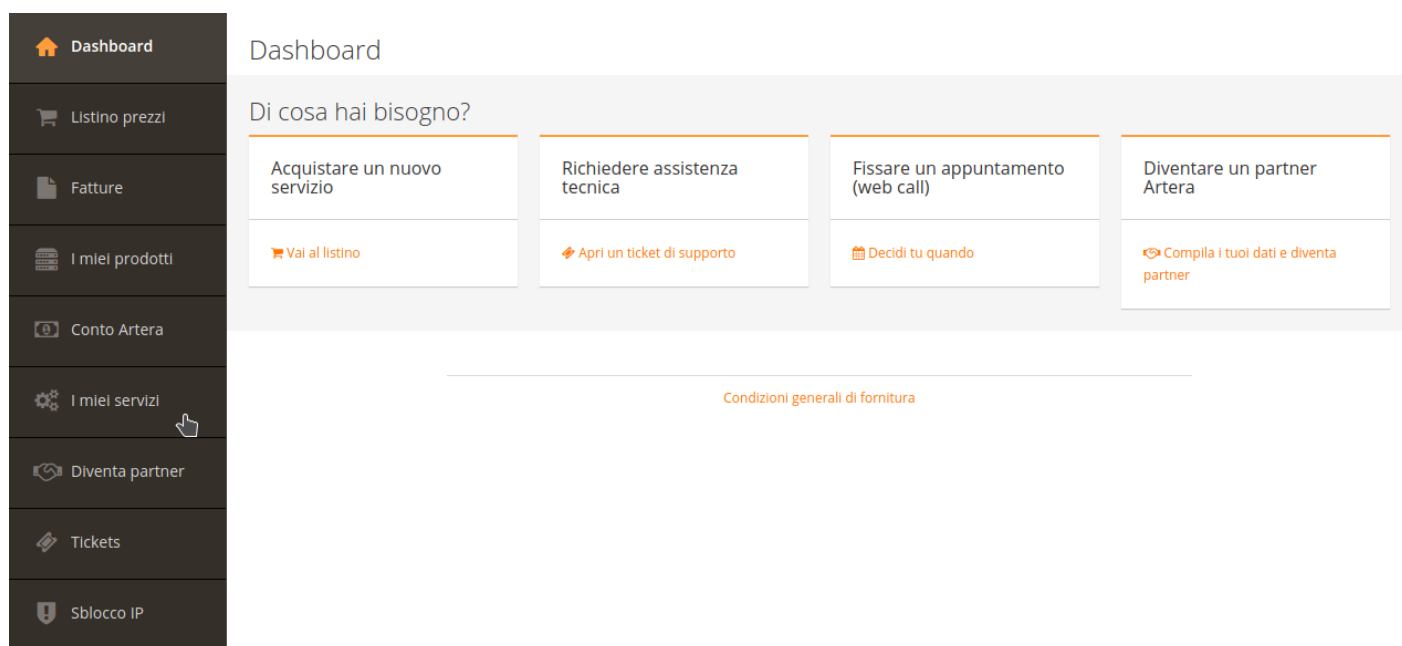 Dashboard
Listino prezzi
Fatture
I miei prodotti
Conto Artera
I miei servizi
Diventa partner
Tickets
Sblocco IP
Dashboard
Di cosa hai bisogno?
Acquistare un nuovo
servizio
Vai al listino
Richiedere assistenza
tecnica
Apri un ticket di supporto
Fissare un appuntamento
(web call)
Decidi tu quando
Diventare un partner
Artera
Compila i tuoi dati e diventa
partner
Condizioni generali di fornitura